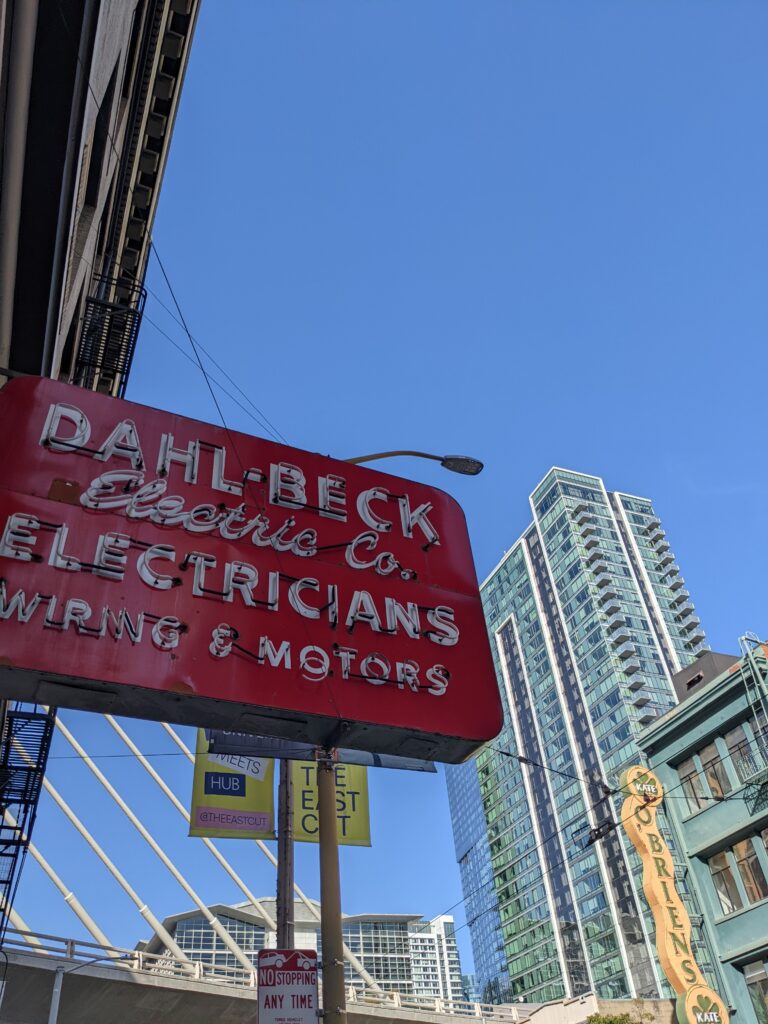 DAHL-BECK
Electric Co.
ELECTRICIANS
WIRING & MOTORS
MEETS
HUB
@THEEASTCUT
THE
EAST
CUT
NO STOPPING
ANY TIME
KATE
O'BRIENS
KATE